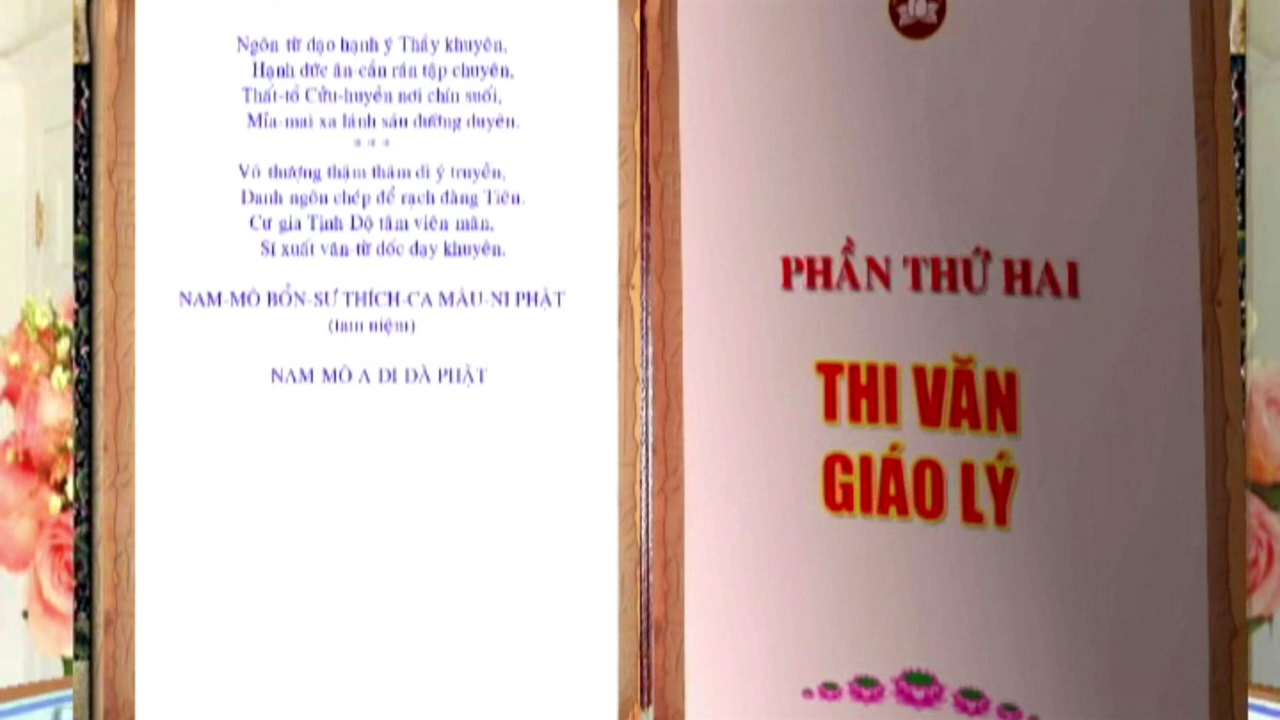 Ngôn từ đạo hạnh ý Thầy khuyên,
Hạnh đức ân-cần rán tập chuyên,
Thất-tổ Cửu-huyền nơi chín suối,
Mỉa-mai xa lánh sáu đường duyên.
* * *
Vô thượng thậm thâm di ý truyền,
Danh ngôn chép để rạch đàng Tiên.
Cư gia Tịnh Độ tâm viên mãn,
Sĩ xuất văn từ dốc dạy khuyên.
NAM-MÔ BỔN-SƯ THÍCH-CA MÂU-NI PHẬT
(tam niệm)
NAM MÔ A DI ĐÀ PHẬT
PHẦN THỨ HAI
THI VĂN
GIÁO LÝ